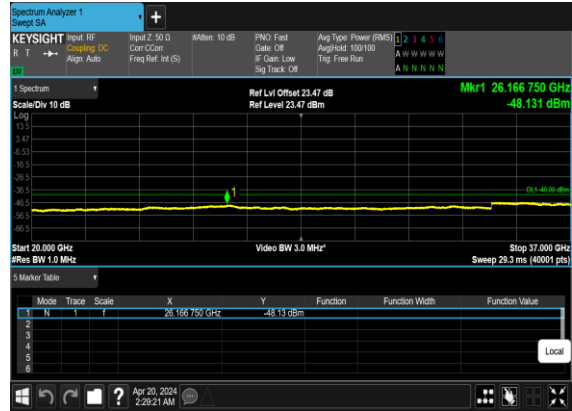 Spectrum Analyzer 1
Swept SA
+
KEYSIGHT
R T
Input: RF
Coupling: DC
Align: Auto
Input Z: 50 Ω
Corr CCorr
Freq Ref: Int (S)
#Atten: 10 dB
PNO: Fast
Gate: Off
IF Gain: Low
Sig Track: Off
Avg Type: Power (RMS)
Avg|Hold: 100/100
Trig: Free Run
1 2 3 4 5 6
A W W W W W
A N N N N N
1 Spectrum
Scale/Div 10 dB
Ref Lvl Offset 23.47 dB
Ref Level 23.47 dBm
Mkr1 26.166 750 GHz
-48.131 dBm
Log
13.5
3.47
-6.53
-16.5
-26.5
-36.5
-46.5
-56.5
-66.5
1
DL1 -40.00 dBm
Start 20.000 GHz
#Res BW 1.0 MHz
Video BW 3.0 MHz*
Stop 37.000 GHz
Sweep 29.3 ms (40001 pts)
5 Marker Table
Mode Trace Scale X Y Function Function Width Function Value
1 N 1 f 26.166 750 GHz -48.13 dBm
2
3
4
5
6
Local
?
Apr 20, 2024
2:29:21 AM